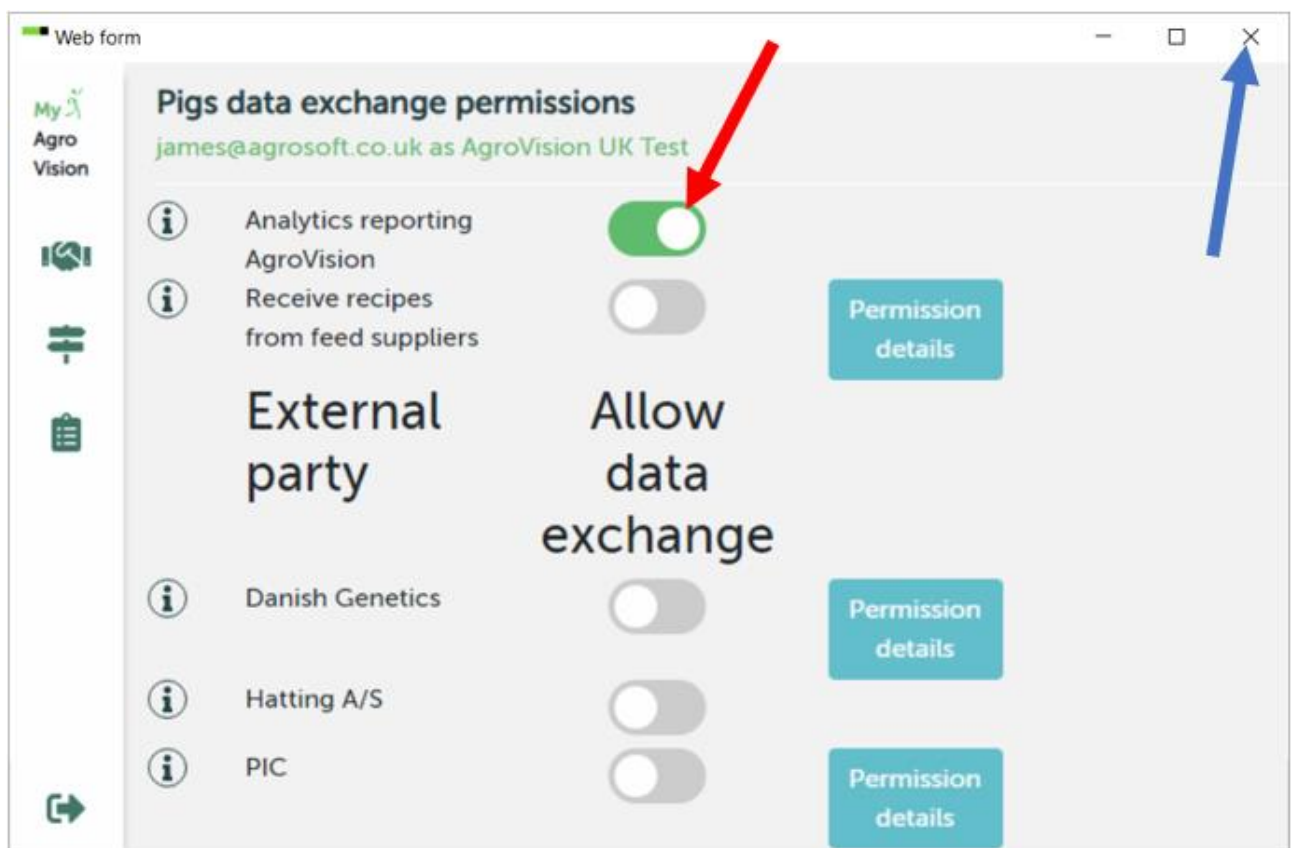 Web form
My
Agro
Vision
Pigs data exchange permissions
james@agrosoft.co.uk as AgroVision UK Test
Analytics reporting
AgroVision
Receive recipes
from feed suppliers
Permission
details
External
party
Allow
data
exchange
Danish Genetics
Permission
details
Hatting A/S
PIC
Permission
details